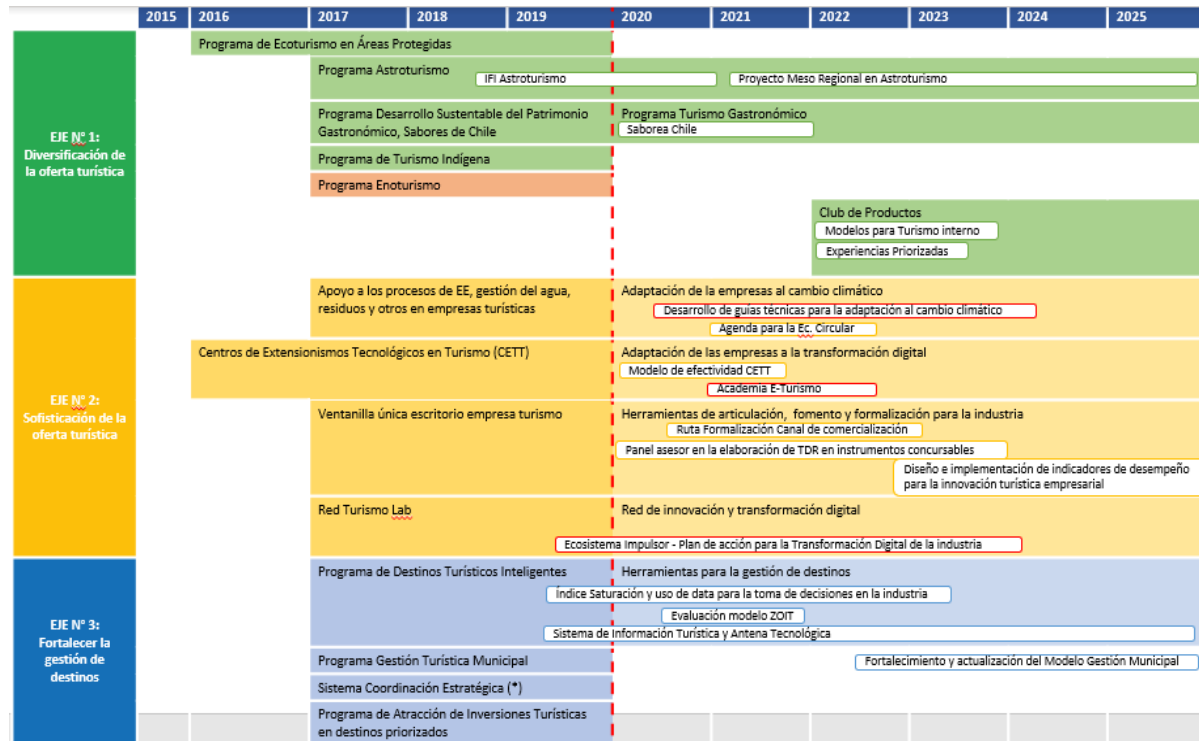 2015 2016 2017 2018 2019 2020 2021 2022 2023 2024 2025
EJE N° 1:
Diversificación de
la oferta turística
Programa de Ecoturismo en Áreas Protegidas
Programa Astroturismo
IFI Astroturismo
Proyecto Meso Regional en Astroturismo
Programa Desarrollo Sustentable del Patrimonio
Gastronómico, Sabores de Chile
Programa Turismo Gastronómico
Saborea Chile
Programa de Turismo Indígena
Programa Enoturismo
Club de Productos
Modelos para Turismo interno
Experiencias Priorizadas
EJE N° 2:
Sofisticación de la
oferta turística
Apoyo a los procesos de EE, gestión del agua,
residuos y otros en empresas turísticas
Adaptación de la empresas al cambio climático
Desarrollo de guías técnicas para la adaptación al cambio climático
Agenda para la Ec. Circular
Centros de Extensionismos Tecnológicos en Turismo (CETT)
Adaptación de las empresas a la transformación digital
Modelo de efectividad CETT
Academia E-Turismo
Ventanilla única escritorio empresa turismo
Herramientas de articulación, fomento y formalización para la industria
Ruta Formalización Canal de comercialización
Panel asesor en la elaboración de TDR en instrumentos concursables
Diseño e implementación de indicadores de desempeño
para la innovación turística empresarial
Red Turismo Lab
Red de innovación y transformación digital
Ecosistema Impulsor - Plan de acción para la Transformación Digital de la industria
EJE N° 3:
Fortalecer la
gestión de
destinos
Programa de Destinos Turísticos Inteligentes
Herramientas para la gestión de destinos
Índice Saturación y uso de data para la toma de decisiones en la industria
Evaluación modelo ZOIT
Sistema de Información Turística y Antena Tecnológica
Programa Gestión Turística Municipal
Fortalecimiento y actualización del Modelo Gestión Municipal
Sistema Coordinación Estratégica (*)
Programa de Atracción de Inversiones Turísticas
en destinos priorizados